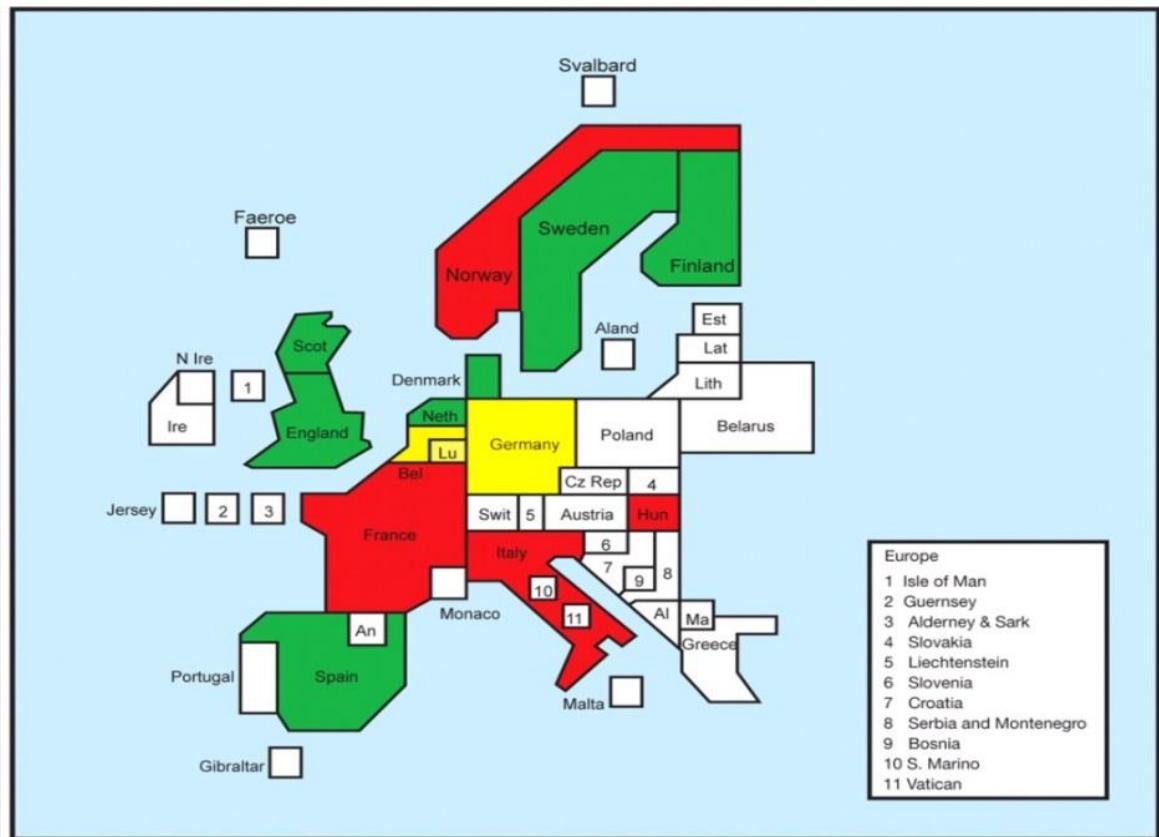 Svalbard
Faeroe
Sweden
Norway
Finland
Est
Aland
Scot
Lat
N Ire
Denmark
Lith
1
Neth
Ire
England
Germany
Poland
Belarus
Lu
Bel
Cz Rep
4
Jersey
2
3
Swit
5
Austria
Hun
France
Italy
6
7
8
9
10
Monaco
11
Al
Ma
An
Greece
Portugal
Spain
Malta
Gibraltar
Europe
1 Isle of Man
2 Guernsey
3 Alderney & Sark
4 Slovakia
5 Liechtenstein
6 Slovenia
7 Croatia
8 Serbia and Montenegro
9 Bosnia
10 S. Marino
11 Vatican